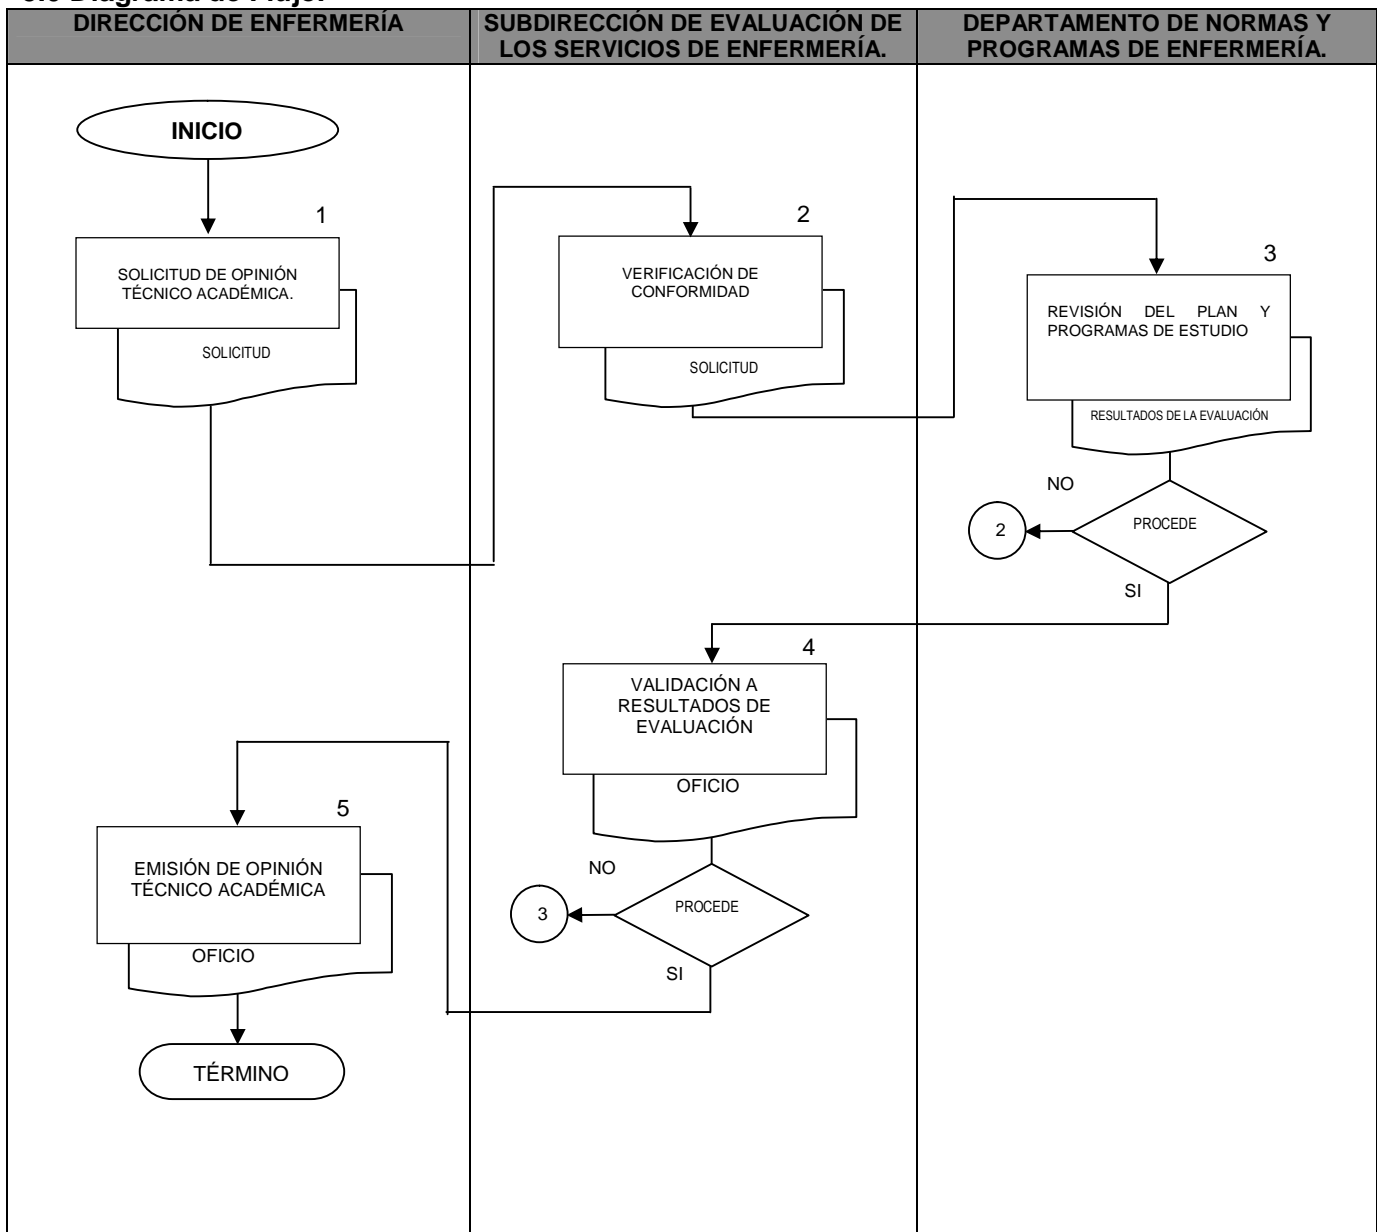 DIRECCIÓN DE ENFERMERÍA
SUBDIRECCIÓN DE EVALUACIÓN DE
LOS SERVICIOS DE ENFERMERÍA.
DEPARTAMENTO DE NORMAS Y
PROGRAMAS DE ENFERMERÍA.
INICIO
1
SOLICITUD DE OPINIÓN
TÉCNICO ACADÉMICA.
SOLICITUD
2
VERIFICACIÓN DE
CONFORMIDAD
SOLICITUD
3
REVISIÓN DEL PLAN Y
PROGRAMAS DE ESTUDIO
RESULTADOS DE LA EVALUACIÓN
NO
2
PROCEDE
SI
4
VALIDACIÓN A
RESULTADOS DE
EVALUACIÓN
OFICIO
NO
3
PROCEDE
SI
5
EMISIÓN DE OPINIÓN
TÉCNICO ACADÉMICA
OFICIO
TÉRMINO